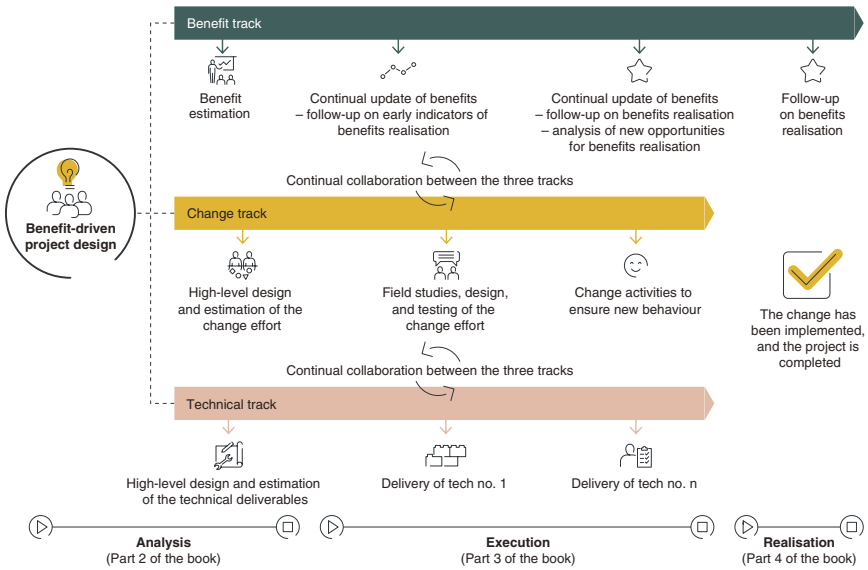 Benefit track
Benefit
estimation
Continual update of benefits
– follow-up on early indicators of
benefits realisation
Continual update of benefits
– follow-up on benefits realisation
– analysis of new opportunities
for benefits realisation
Follow-up
on benefits
realisation
Continual collaboration between the three tracks
Benefit-driven
project design
Change track
High-level design
and estimation of the
change effort
Field studies, design,
and testing of the
change effort
Change activities to
ensure new behaviour
The change has
been implemented,
and the project is
completed
Continual collaboration between the three tracks
Technical track
High-level design and estimation
of the technical deliverables
Delivery of tech no. 1
Delivery of tech no. n
Analysis
(Part 2 of the book)
Execution
(Part 3 of the book)
Realisation
(Part 4 of the book)